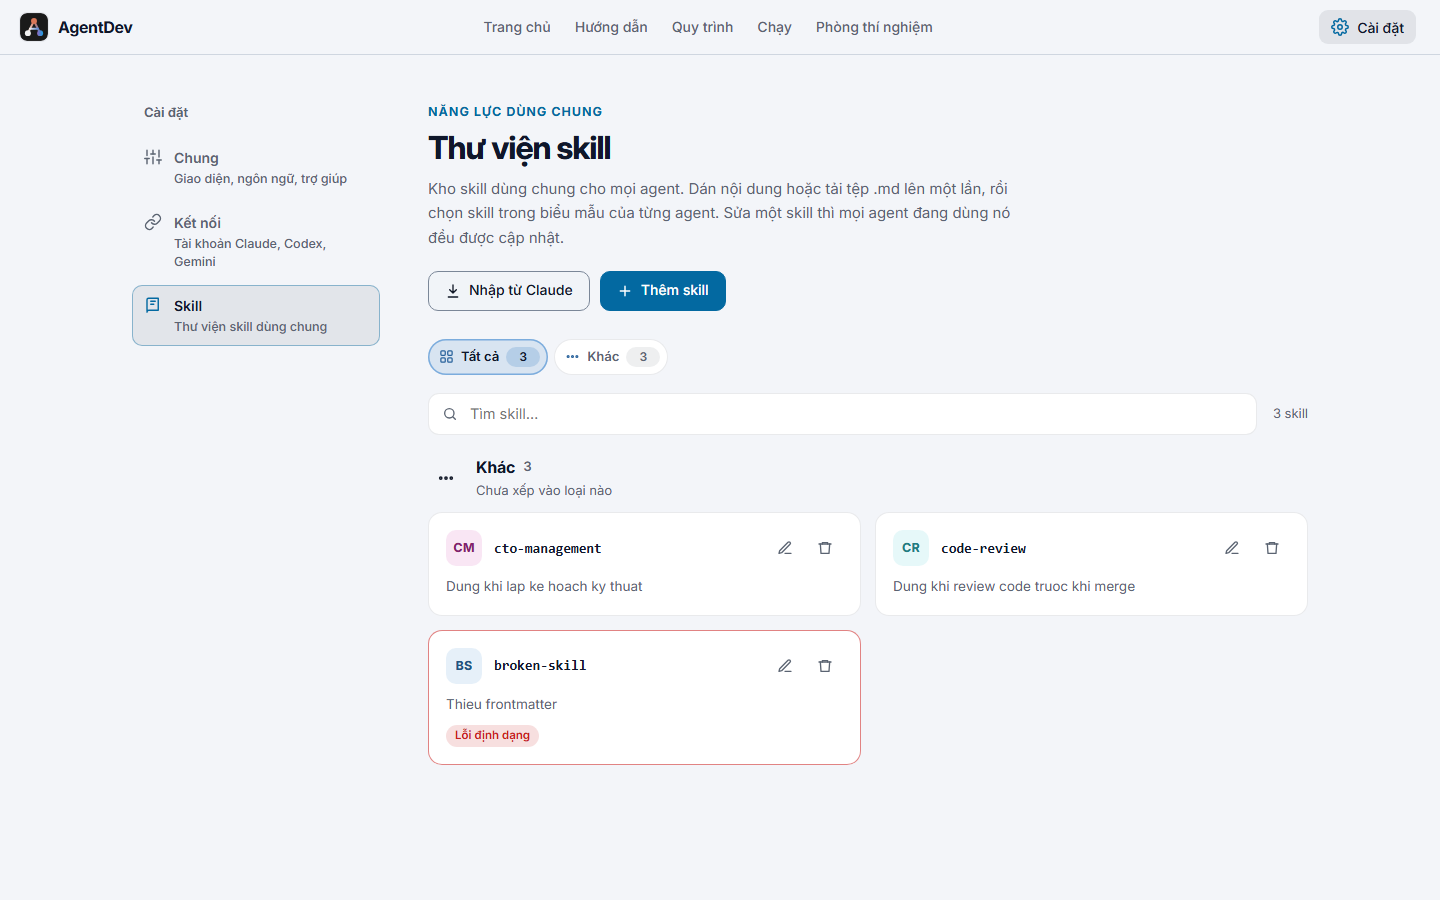 AgentDev
Trang chủ
Hướng dẫn
Quy trình
Chạy
Phòng thí nghiệm
Cài đặt
Cài đặt
Chung
Giao diện, ngôn ngữ, trợ giúp
Kết nối
Tài khoản Claude, Codex,
Gemini
Skill
Thư viện skill dùng chung
NĂNG LỰC DÙNG CHUNG
Thư viện skill
Kho skill dùng chung cho mọi agent. Dán nội dung hoặc tải tệp .md lên một lần, rồi
chọn skill trong biểu mẫu của từng agent. Sửa một skill thì mọi agent đang dùng nó
đều được cập nhật.
Nhập từ Claude
Thêm skill
Tất cả 3
Khác 3
Tìm skill...
3 skill
Khác 3
Chưa xếp vào loại nào
CM cto-management
Dung khi lap ke hoach ky thuat
CR code-review
Dung khi review code truoc khi merge
BS broken-skill
Thieu frontmatter
Lỗi định dạng